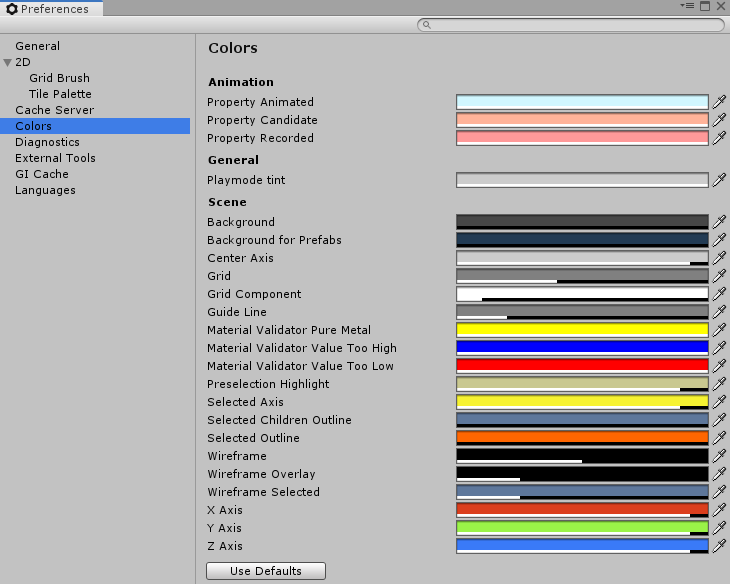 Preferences
General
2D
Grid Brush
Tile Palette
Cache Server
Colors
Diagnostics
External Tools
GI Cache
Languages
Colors
Animation
Property Animated
Property Candidate
Property Recorded
General
Playmode tint
Scene
Background
Background for Prefabs
Center Axis
Grid
Grid Component
Guide Line
Material Validator Pure Metal
Material Validator Value Too High
Material Validator Value Too Low
Preselection Highlight
Selected Axis
Selected Children Outline
Selected Outline
Wireframe
Wireframe Overlay
Wireframe Selected
X Axis
Y Axis
Z Axis
Use Defaults